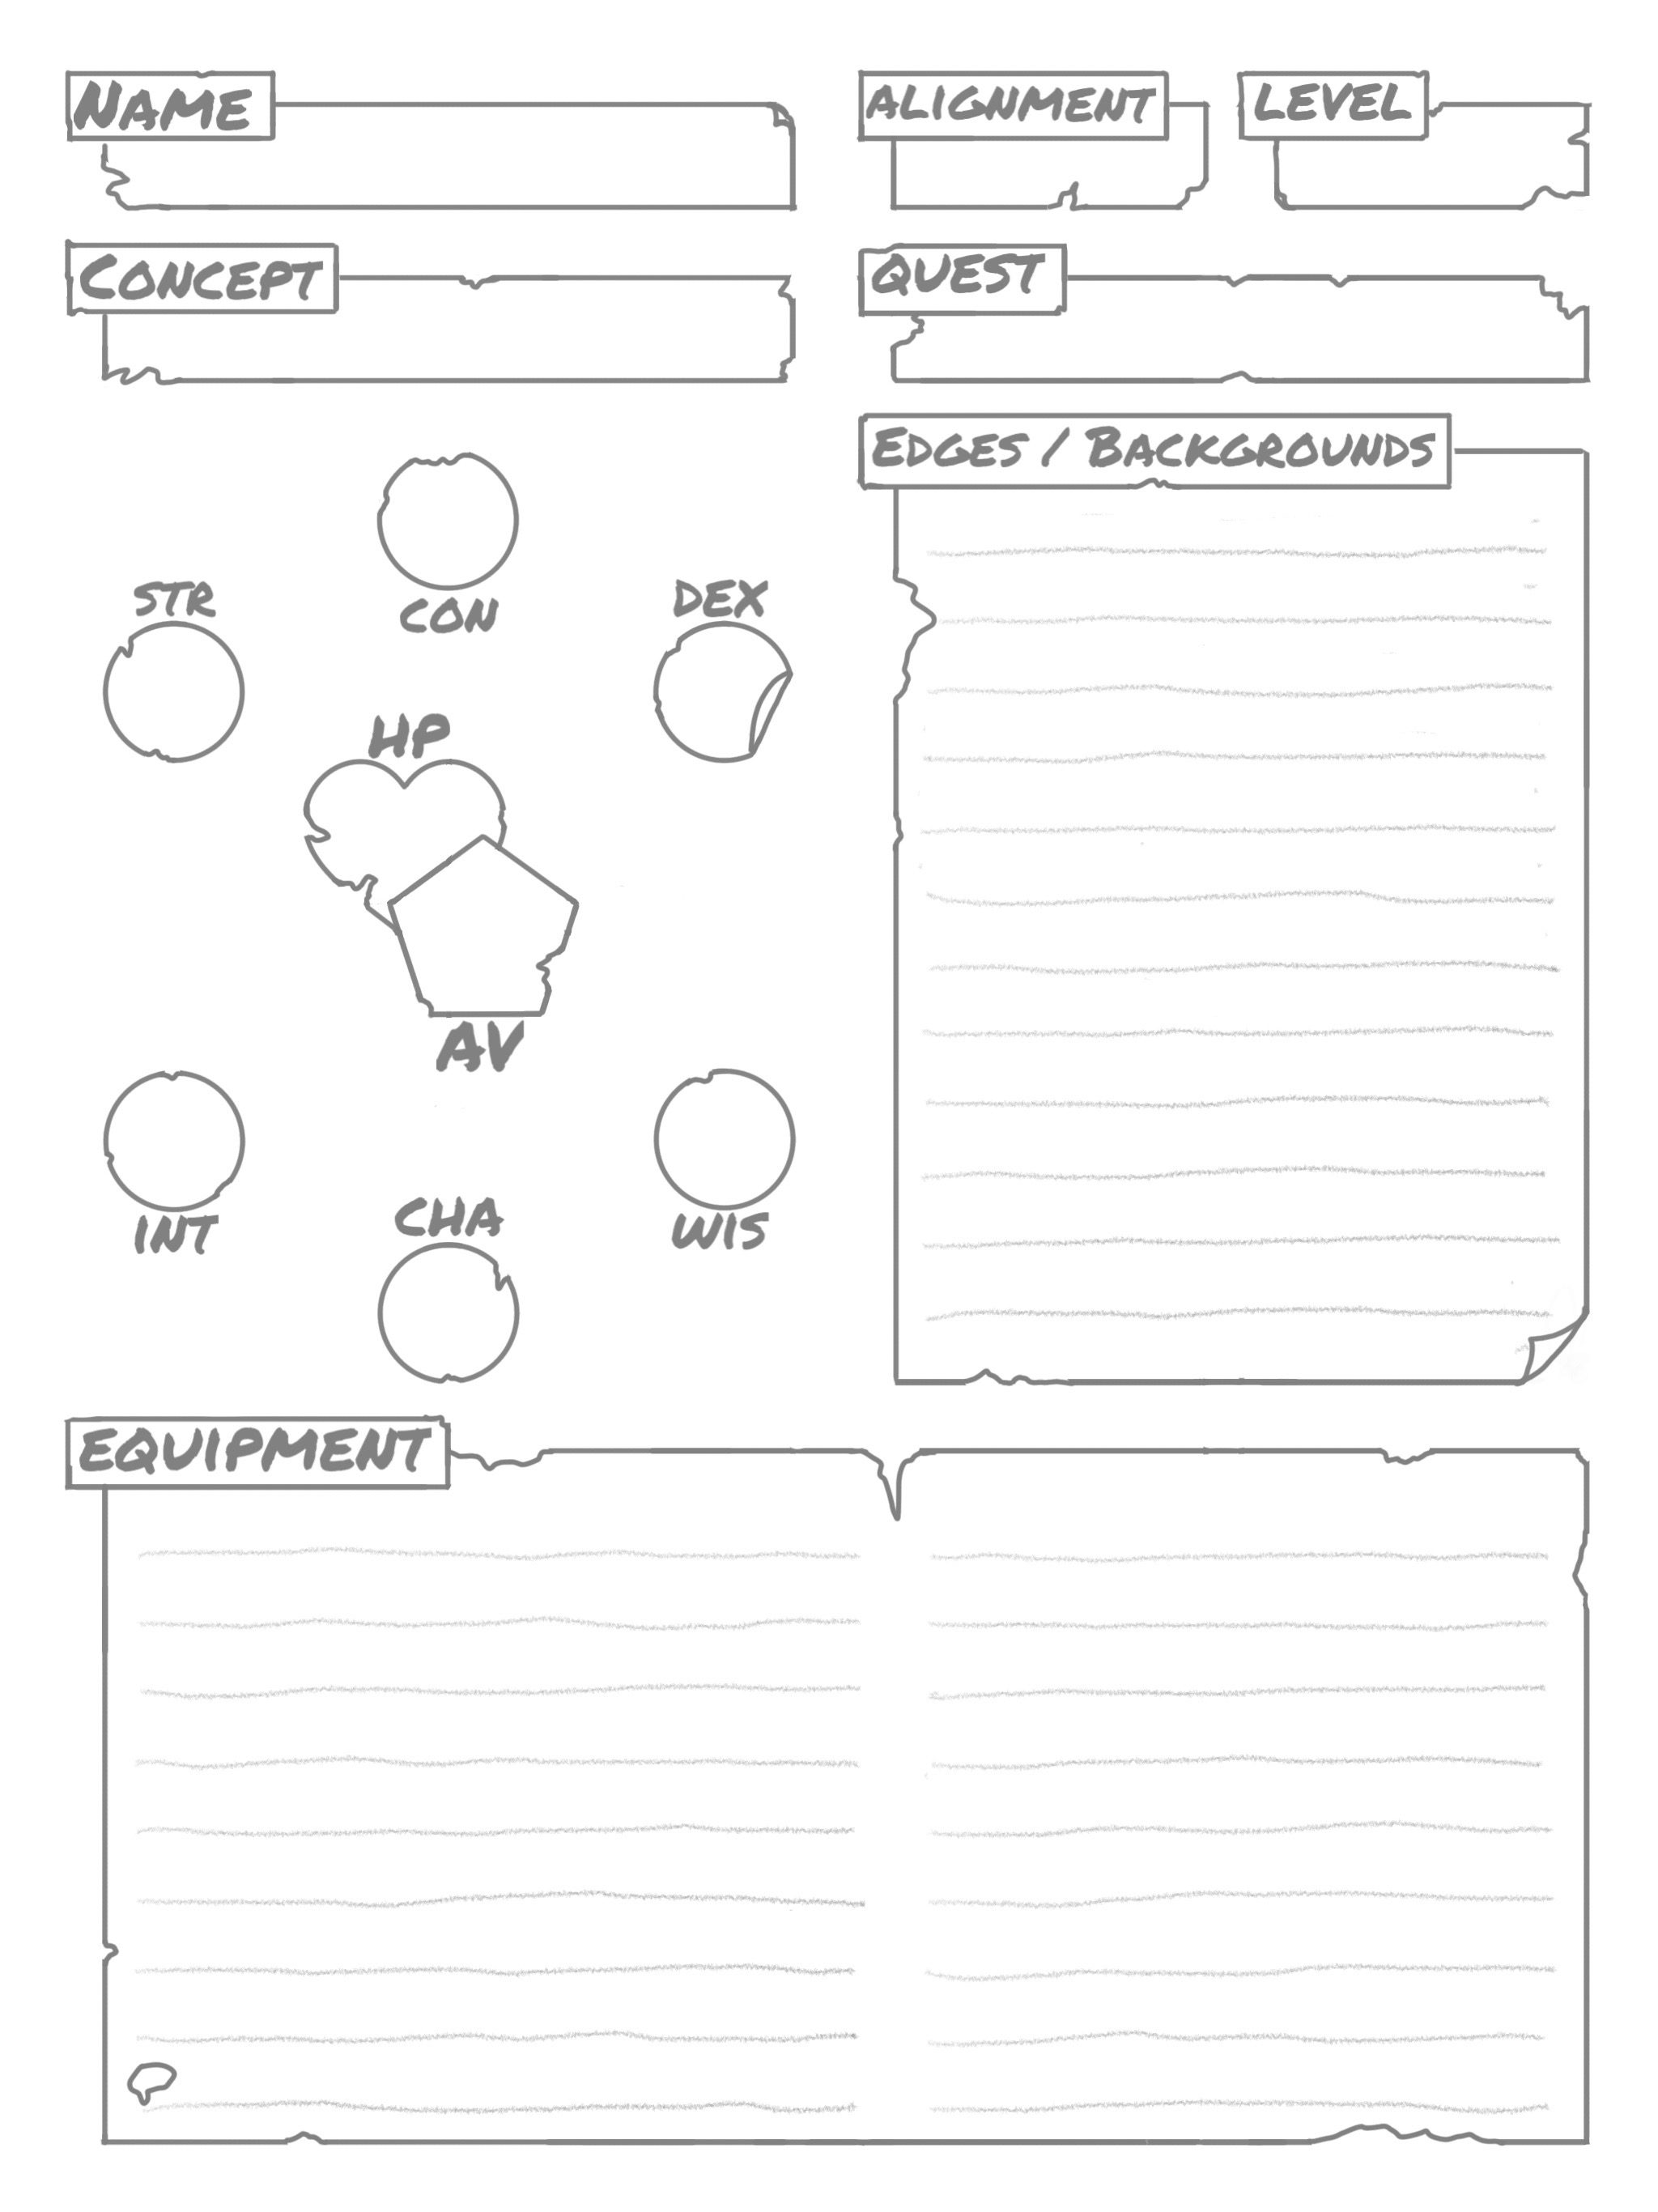 NAME
ALIGNMENT
LEVEL
CONCEPT
QUEST
EDGES / BACKGROUNDS
CON
STR
DEX
HP
AV
INT
CHA
WIS
EQUIPMENT